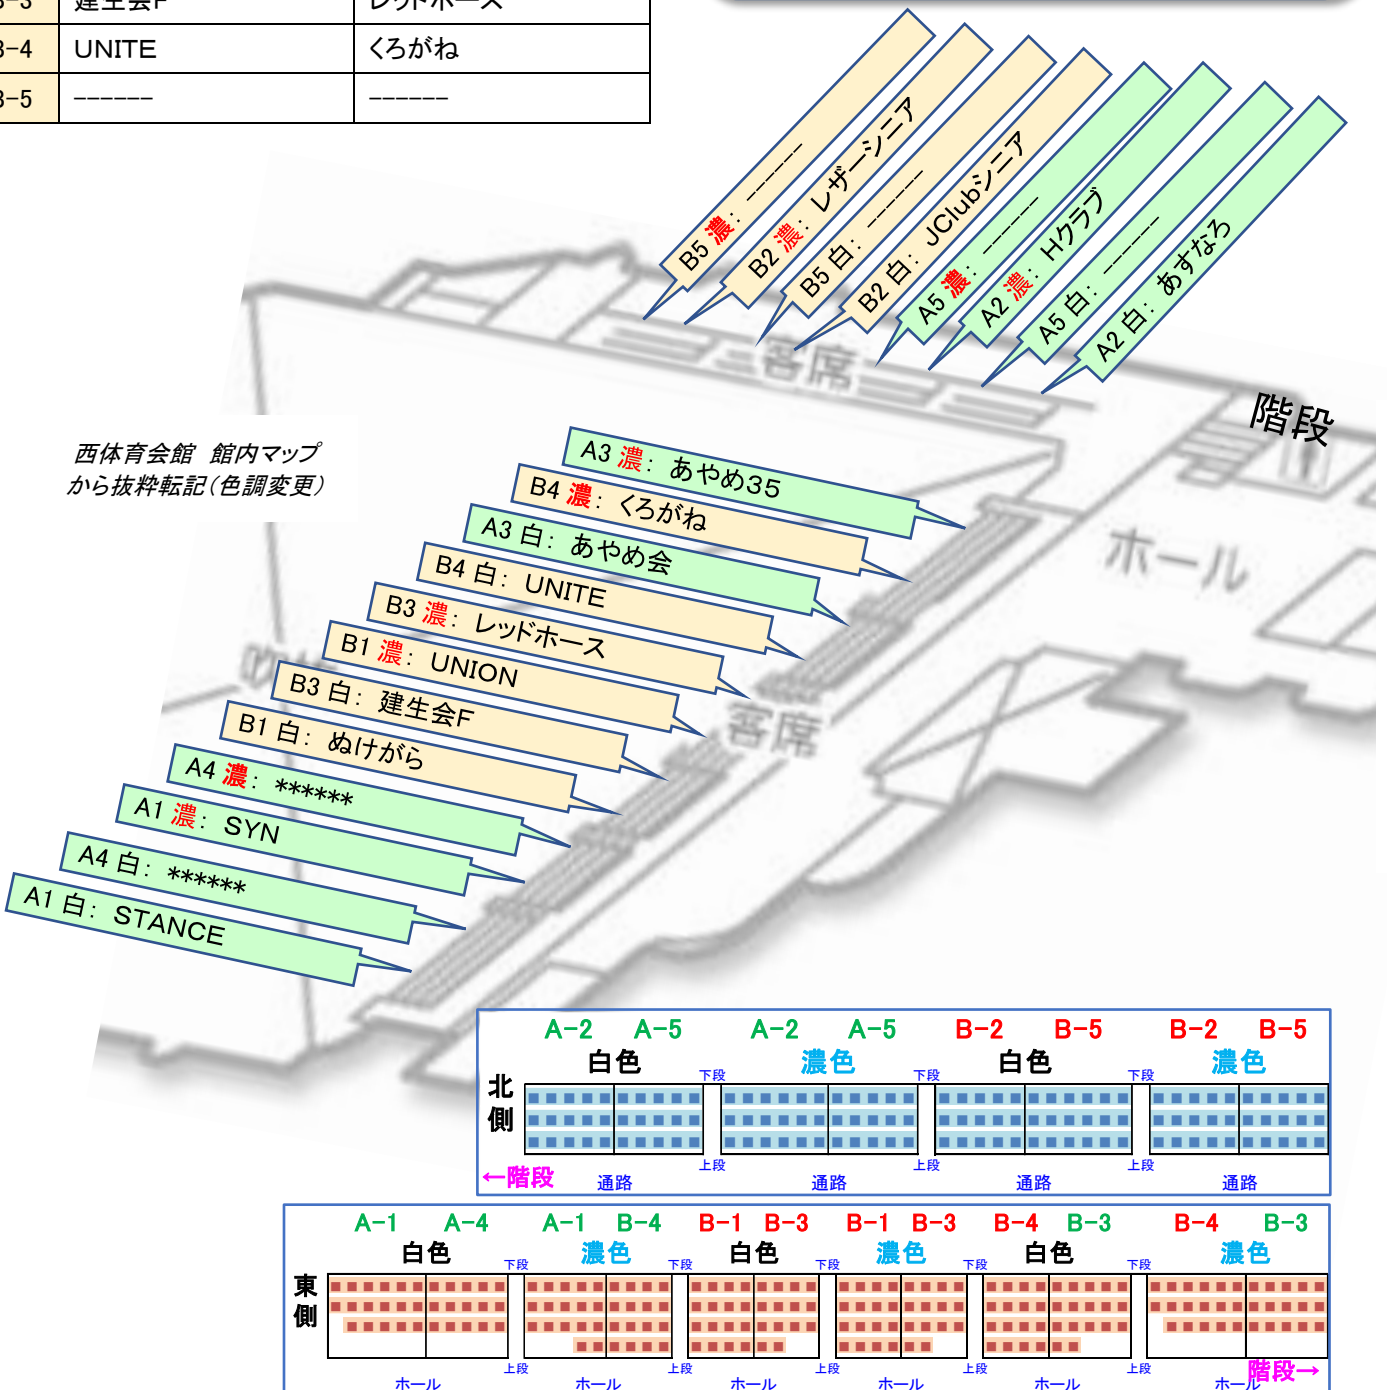 B-3 建生会F レッドホース
B-4 UNITE くろがね
B-5 ------ ------
B5 濃: ------
B2 濃: レザーシニア
B5 白: ------
B2 白: JClubシニア
A5 濃: ------
A2 濃: Hクラブ
A5 白: ------
A2 白: あすなろ
客席
階段
西体育会館 館内マップ
から抜粋転記(色調変更)
A3 濃: あやめ35
B4 濃: くろがね
A3 白: あやめ会
B4 白: UNITE
B3 濃: レッドホース
B1 濃: UNION
B3 白: 建生会F
B1 白: ぬけがら
A4 濃: ******
A1 濃: SYN
A4 白: ******
A1 白: STANCE
ホール
客席
A-2 A-5 A-2 A-5 B-2 B-5 B-2 B-5
白色 濃色 白色 濃色
下段 下段 下段
北側
上段 上段 上段
←階段 通路 通路 通路 通路
A-1 A-4 A-1 B-4 B-1 B-3 B-1 B-3 B-4 B-3 B-4 B-3
白色 濃色 白色 濃色 白色 濃色
下段 下段 下段 下段 下段
東側
上段 上段 上段 上段 上段 階段→
ホール ホール ホール ホール ホール ホール